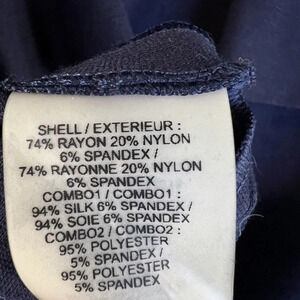 SHELL / EXTERIEUR :
74% RAYON 20% NYLON
6% SPANDEX /
74% RAYONNE 20% NYLON
6% SPANDEX
COMBO1 / COMBO1 :
94% SILK 6% SPANDEX /
94% SOIE 6% SPANDEX
COMBO2 / COMBO2 :
95% POLYESTER
5% SPANDEX /
95% POLYESTER
5% SPANDEX